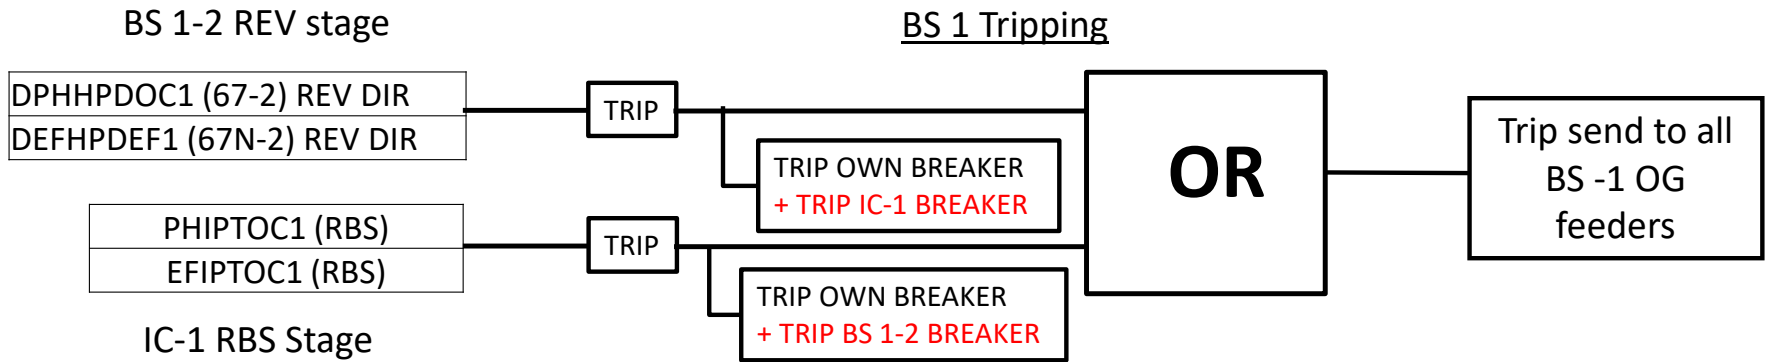 BS 1-2 REV stage
BS 1 Tripping
DPHHPDOC1 (67-2) REV DIR
DEFHPDEF1 (67N-2) REV DIR
TRIP
TRIP OWN BREAKER
+ TRIP IC-1 BREAKER
PHIPTOC1 (RBS)
EFIPTOC1 (RBS)
TRIP
TRIP OWN BREAKER
+ TRIP BS 1-2 BREAKER
IC-1 RBS Stage
OR
Trip send to all
BS -1 OG
feeders